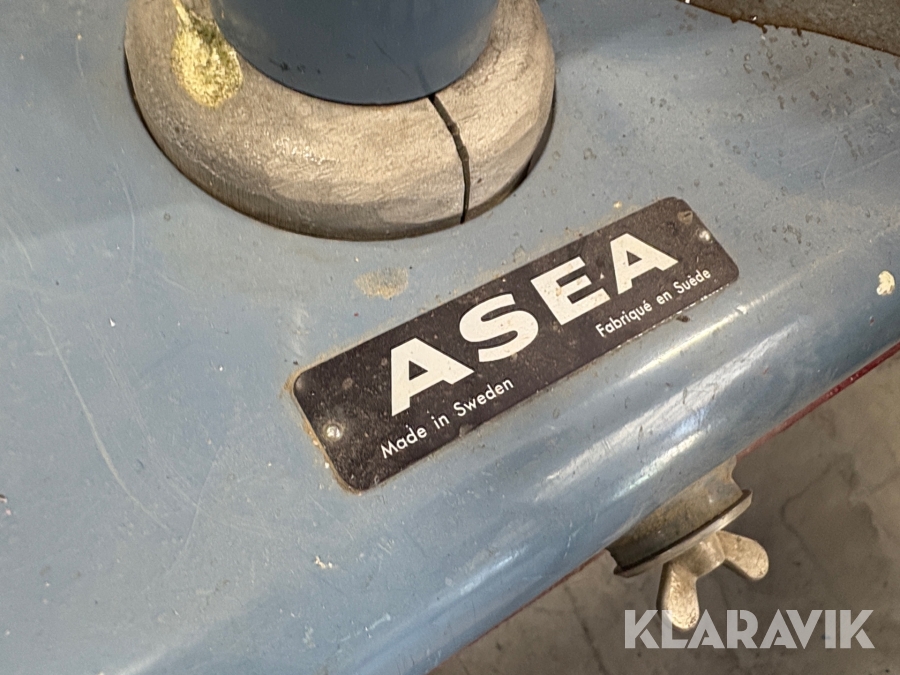 ASEA
Made in Sweden
Fabriqué en Suède
KLARAVIK